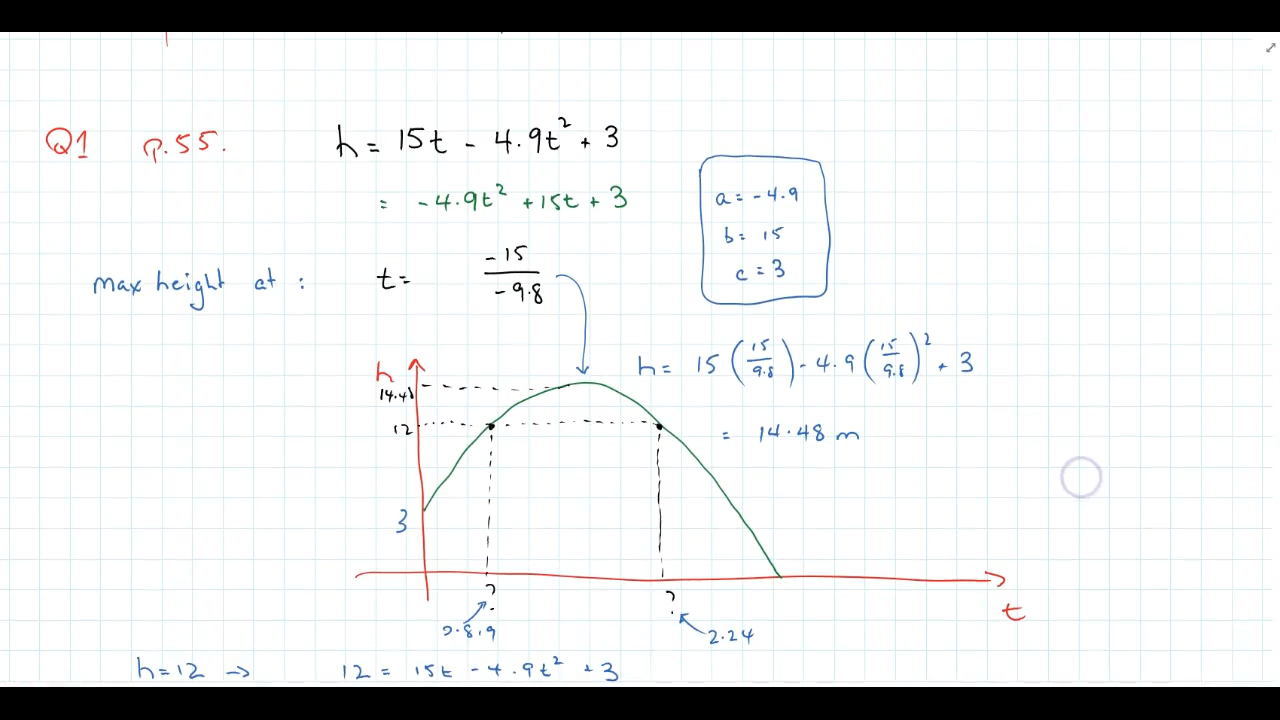 Q1 p.55. h = 15t - 4.9t² + 3
= -4.9t² + 15t + 3
a = -4.9
b = 15
c = 3
max height at : t = -15/-9.8
h = 15 (15/9.8) - 4.9 (15/9.8)² + 3
= 14.48 m
h
14.48
12
3
? ?
2.24
t
h = 12 → 12 = 15t - 4.9t² + 3